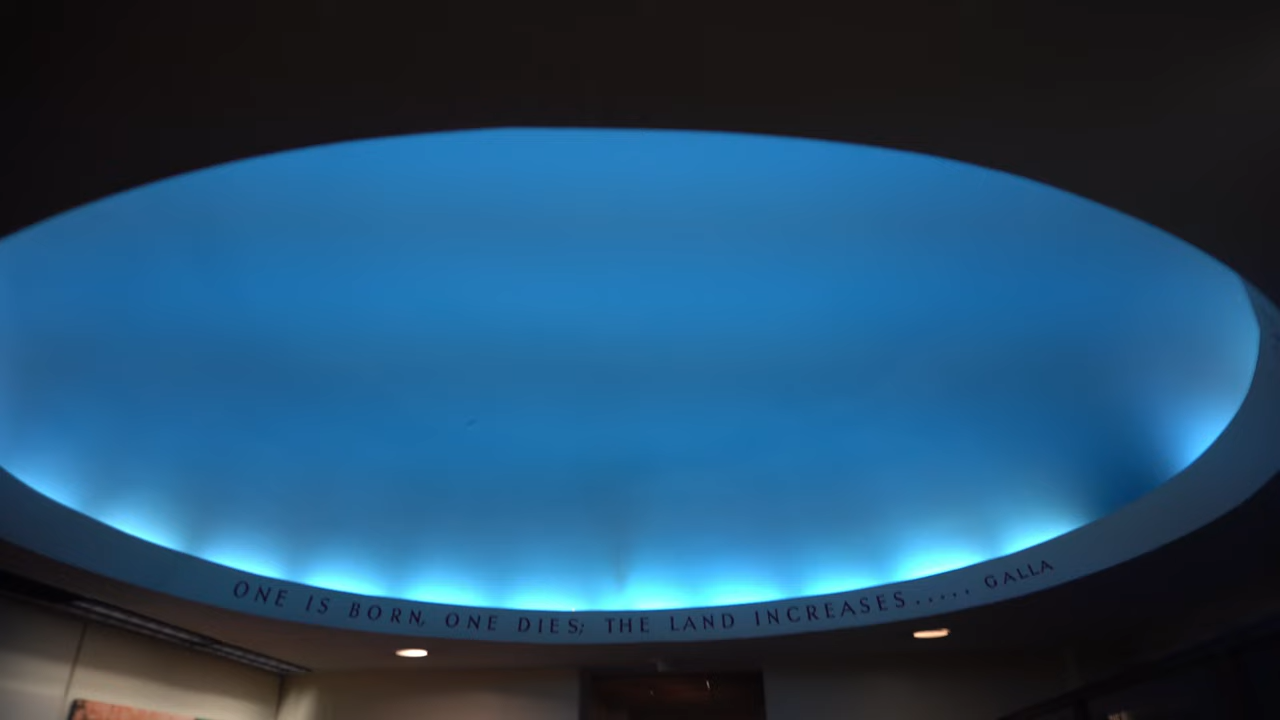 ONE IS BORN, ONE DIES; THE LAND INCREASES..... GALLA